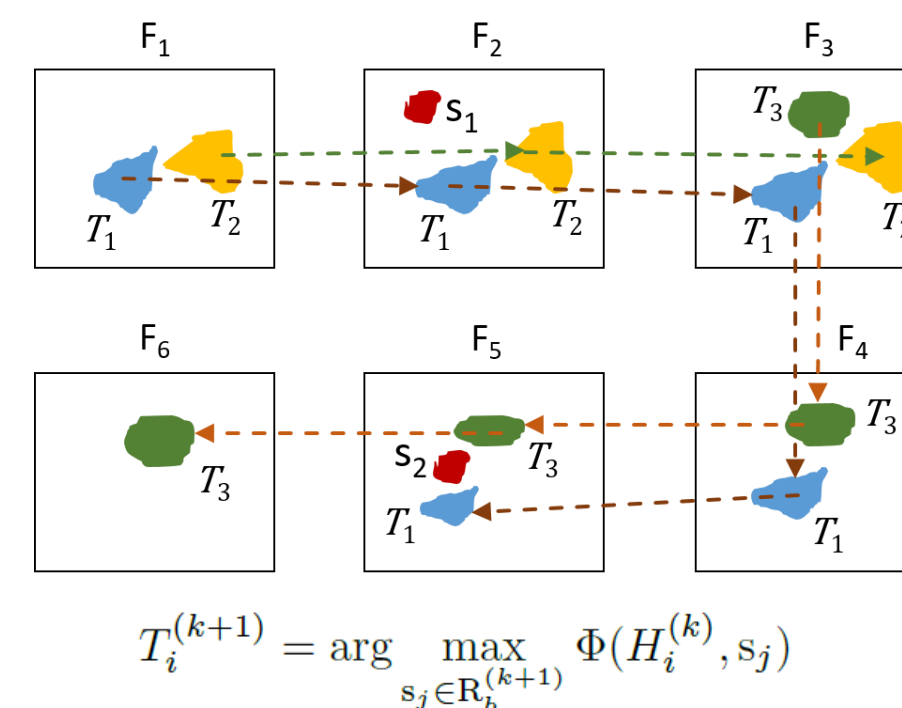 F₁ F₂ F₃
T₃
s₁
T₁ T₂ T₁ T₂ T₁ T₂
F₆ F₅ F₄
T₃
s₂ T₃
T₃ T₁ T₁
T_i^{(k+1)} = arg max_{s_j∈R_b^{(k+1)}} Φ(H_i^{(k)}, s_j)